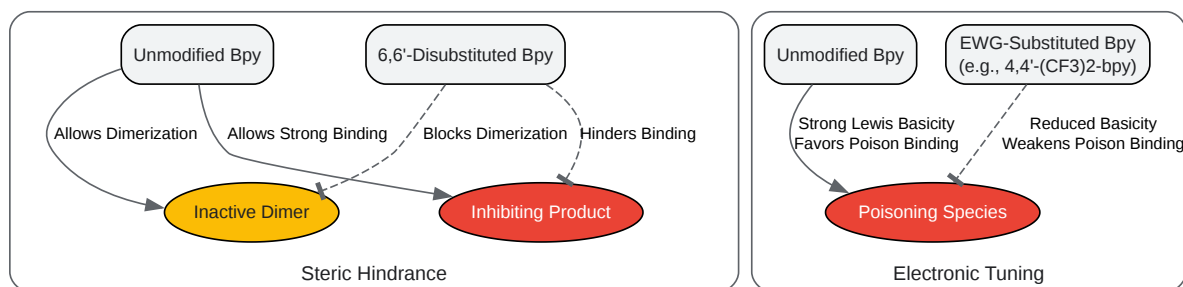 Unmodified Bpy
6,6'-Disubstituted Bpy
Allows Dimerization
Allows Strong Binding
Blocks Dimerization
Hinders Binding
Inactive Dimer
Inhibiting Product
Steric Hindrance
Unmodified Bpy
EWG-Substituted Bpy
(e.g., 4,4'-(CF3)2-bpy)
Strong Lewis Basicity
Favors Poison Binding
Reduced Basicity
Weakens Poison Binding
Poisoning Species
Electronic Tuning